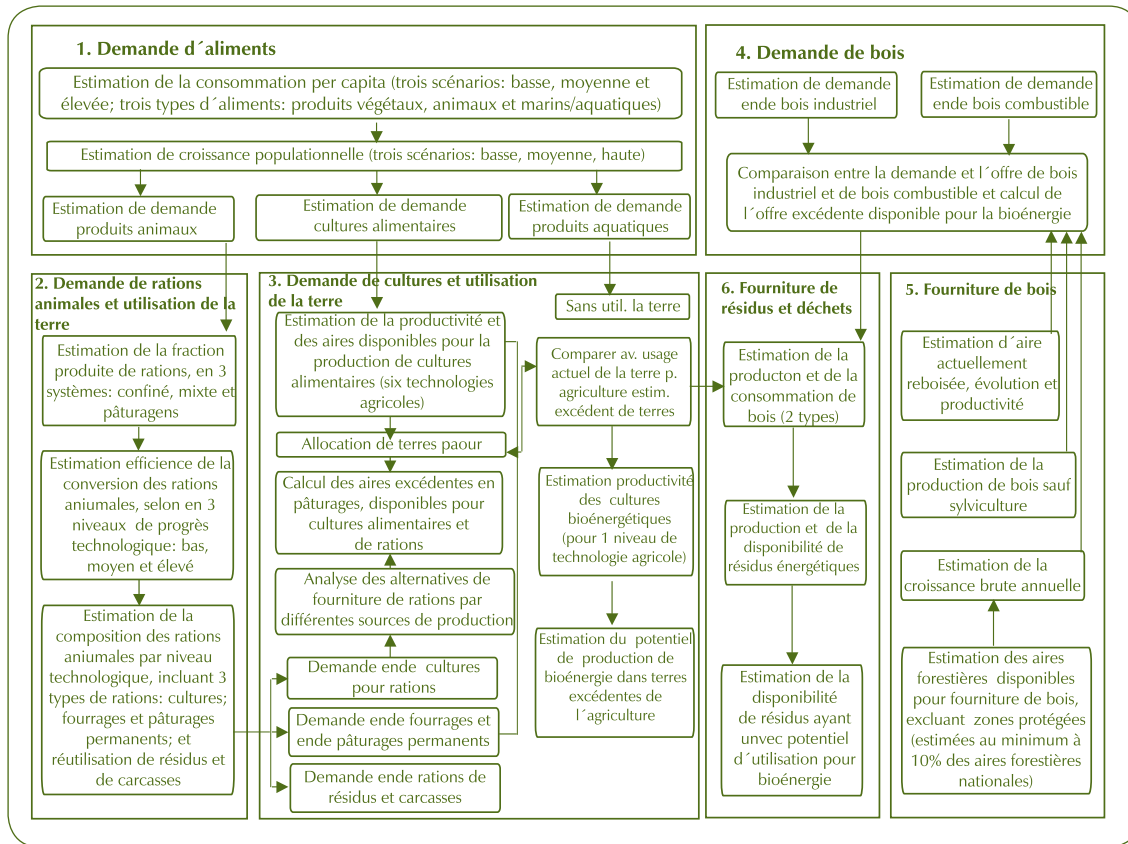 1. Demande d´aliments
Estimation de la consommation per capita (trois scénarios: basse, moyenne et
élevée; trois types d´aliments: produits végétaux, animaux et marins/aquatiques)
Estimation de croissance populationnelle (trois scénarios: basse, moyenne, haute)
Estimation de demande
produits animaux
Estimation de demande
cultures alimentaires
Estimation de demande
produits aquatiques
4. Demande de bois
Estimation de demande
ende bois industriel
Estimation de demande
ende bois combustible
Comparaison entre la demande et l´offre de bois
industriel et de bois combustible et calcul de
l´offre excédente disponible pour la bioénergie
2. Demande de rations
animales et utilisation de la
terre
Estimation de la fraction
produite de rations, en 3
systèmes: confiné, mixte et
pâturagens
Estimation efficience de la
conversion des rations
aniumales, selon en 3
niveaux de progrès
technologique: bas,
moyen et élevé
Estimation de la
composition des rations
aniumales par niveau
technologique, incluant 3
types de rations: cultures;
fourrages et pâturages
permanents; et
réutilisation de résidus et
de carcasses
3. Demande de cultures et utilisation
de la terre
Estimation de la productivité et
des aires disponibles pour la
production de cultures
alimentaires (six technologies
agricoles)
Allocation de terres paour
Calcul des aires excédentes en
pâturages, disponibles pour
cultures alimentaires et
de rations
Analyse des alternatives de
fourniture de rations par
différentes sources de production
Demande ende cultures
pour rations
Demande ende fourrages et
ende pâturages permanents
Demande ende rations de
résidus et carcasses
Sans util. la terre
Comparer av. usage
actuel de la terre p.
agriculture estim.
excédent de terres
Estimation productivité
des cultures
bioénergétiques
(pour 1 niveau de
technologie agricole)
Estimation du potentiel
de production de
bioénergie dans terres
excédentes de
l´agriculture
6. Fourniture de
résidus et déchets
Estimation de la
producton et de la
consommation de
bois (2 types)
Estimation de la
production et de la
disponibilité de
résidus énergétiques
Estimation de la
disponibilité
de résidus ayant
unvec potentiel
d´utilisation pour
bioénergie
5. Fourniture de bois
Estimation d´aire
actuellement
reboisée, évolution et
productivité
Estimation de la
production de bois sauf
sylviculture
Estimation de la
croissance brute annuelle
Estimation des aires
forestières disponibles
pour fourniture de bois,
excluant zones protégées
(estimées au minimum à
10% des aires forestières
nationales)